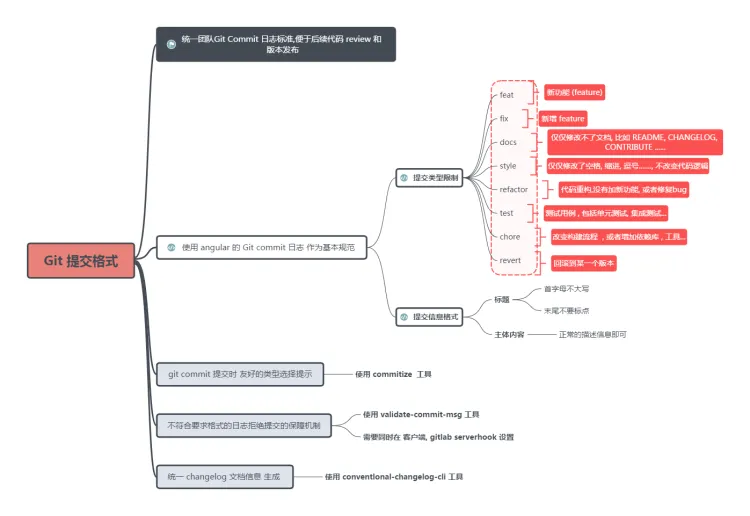 Git 提交格式
统一团队Git Commit 日志标准,便于后续代码 review 和
版本发布
使用 angular 的 Git commit 日志 作为基本规范
提交类型限制
feat
新功能 (feature)
fix
新增 feature
docs
仅仅修改不了文档, 比如 README, CHANGELOG,
CONTRIBUTE ......
style
仅仅修改了空格, 缩进, 逗号......, 不改变代码逻辑
refactor
代码重构,没有加新功能, 或者修复bug
test
测试用例 , 包括单元测试, 集成测试...
chore
改变构建流程 , 或者增加依赖库 , 工具...
revert
回滚到某一个版本
提交信息格式
标题
首字母不大写
末尾不要标点
主体内容
正常的描述信息即可
git commit 提交时 友好的类型选择提示
使用 commitize 工具
不符合要求格式的日志拒绝提交的保障机制
使用 validate-commit-msg 工具
需要同时在 客户端, gitlab serverhook 设置
统一 changelog 文档信息 生成
使用 conventional-changelog-cli 工具